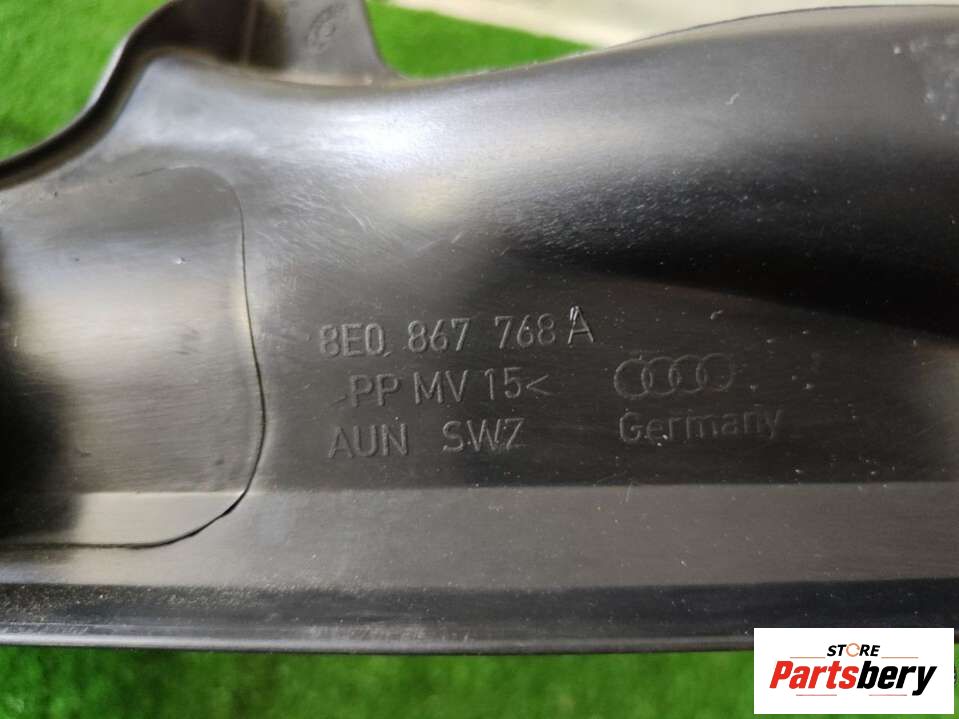 8E0 867 768 A
>PP MV 15<
AUN SWZ
Germany
STORE
Partsbery